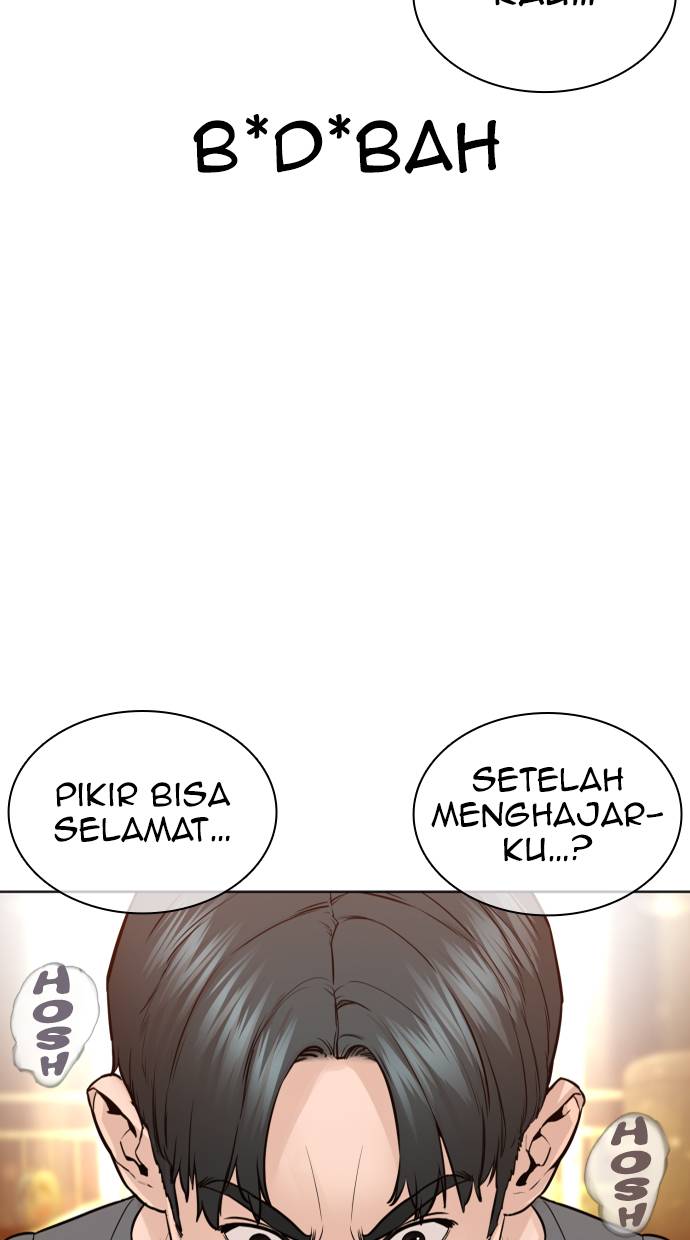 B*D*BAH
PIKIR BISA
SELAMAT...
SETELAH
MENGHAJAR-
KU...?
HOSH
HOSH